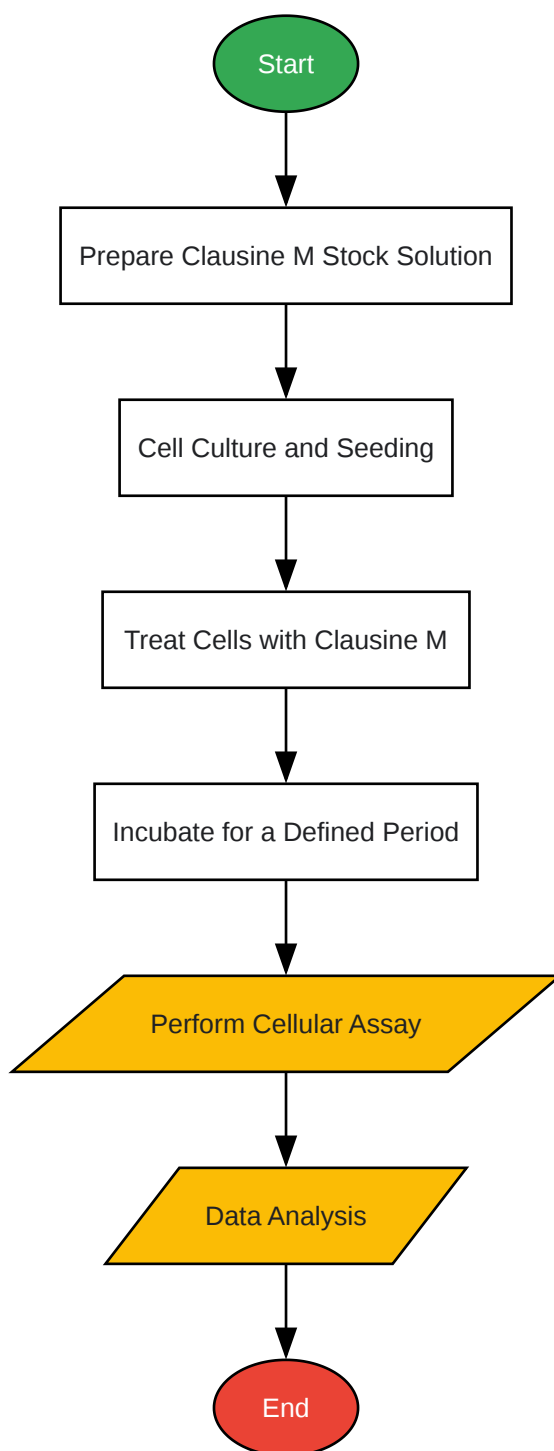 Start
Prepare Clausine M Stock Solution
Cell Culture and Seeding
Treat Cells with Clausine M
Incubate for a Defined Period
Perform Cellular Assay
Data Analysis
End